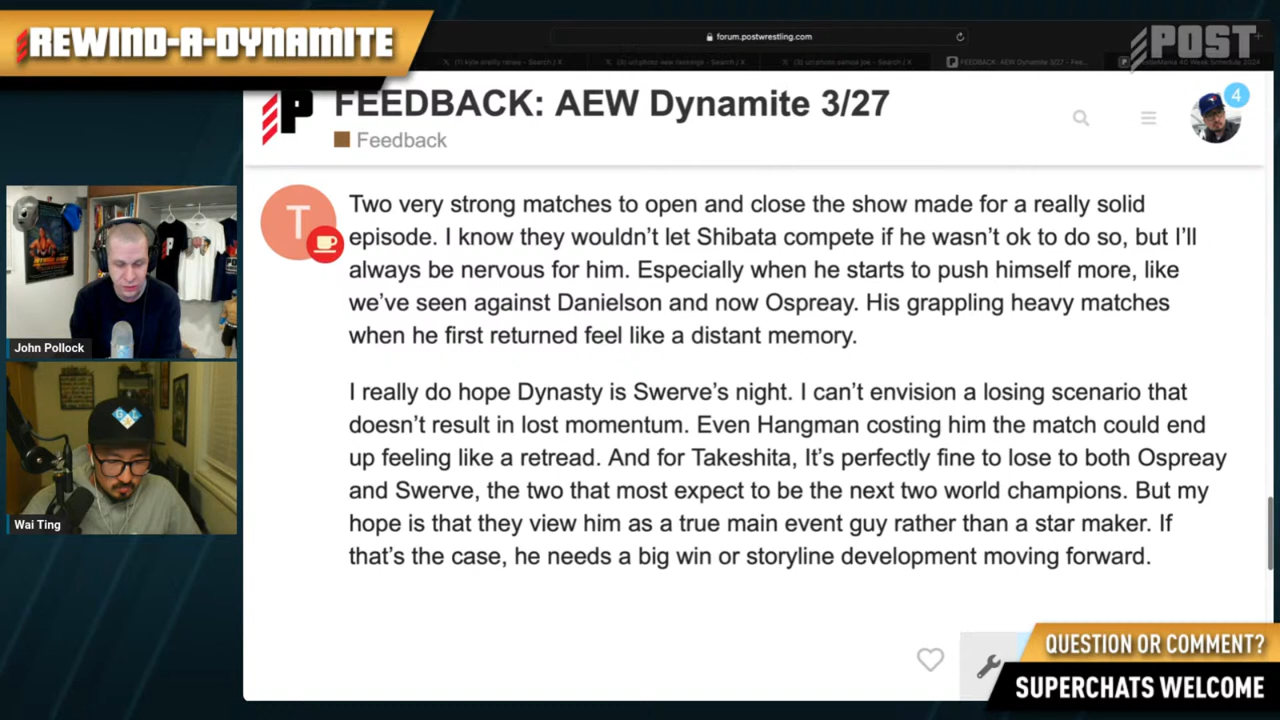 REWIND-A-DYNAMITE
forum.postwrestling.com
POST
FEEDBACK: AEW Dynamite 3/27
Feedback
4
T
Two very strong matches to open and close the show made for a really solid
episode. I know they wouldn't let Shibata compete if he wasn't ok to do so, but I'll
always be nervous for him. Especially when he starts to push himself more, like
we've seen against Danielson and now Ospreay. His grappling heavy matches
when he first returned feel like a distant memory.
I really do hope Dynasty is Swerve's night. I can't envision a losing scenario that
doesn't result in lost momentum. Even Hangman costing him the match could end
up feeling like a retread. And for Takeshita, It's perfectly fine to lose to both Ospreay
and Swerve, the two that most expect to be the next two world champions. But my
hope is that they view him as a true main event guy rather than a star maker. If
that's the case, he needs a big win or storyline development moving forward.
John Pollock
Wai Ting
QUESTION OR COMMENT?
SUPERCHATS WELCOME